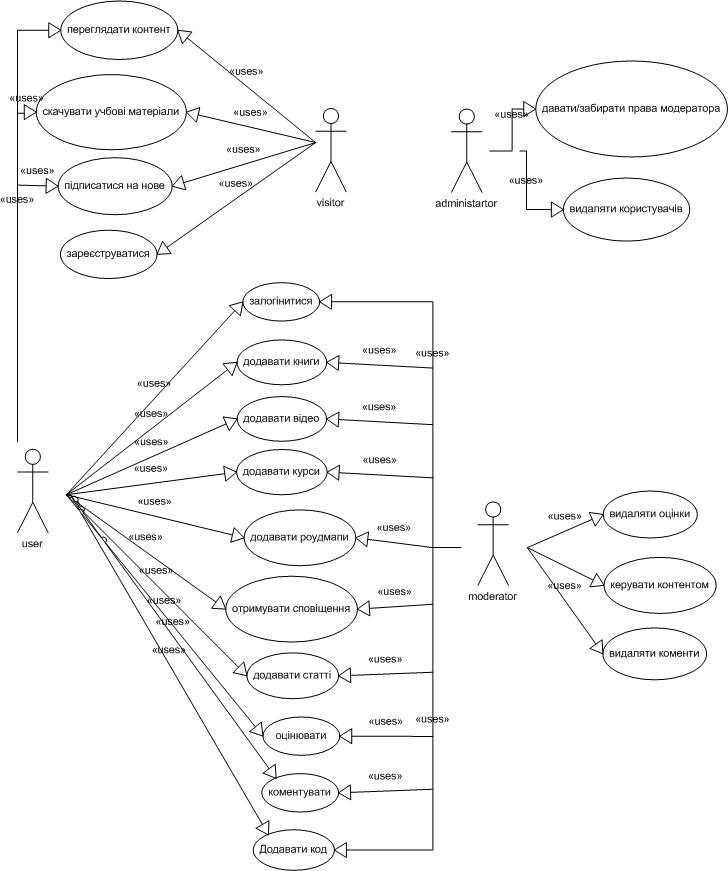 переглядати контент
«uses»
«uses»
скачувати учбові матеріали
«uses»
давати/забирати права модератора
«uses»
«uses»
«uses»
підписатися на нове
«uses»
«uses»
«uses»
visitor
administartor
видаляти користувачів
зареєструватися
залогінитися
«uses»
«uses»
додавати книги
«uses»
«uses»
додавати відео
«uses»
«uses»
додавати курси
«uses»
«uses»
«uses»
видаляти оцінки
«uses»
«uses»
додавати роудмапи
«uses»
user
«uses»
керувати контентом
«uses»
moderator
«uses»
отримувати сповіщення
«uses»
«uses»
«uses»
видаляти коменти
«uses»
додавати статті
«uses»
«uses»
оцінювати
«uses»
коментувати
Додавати код